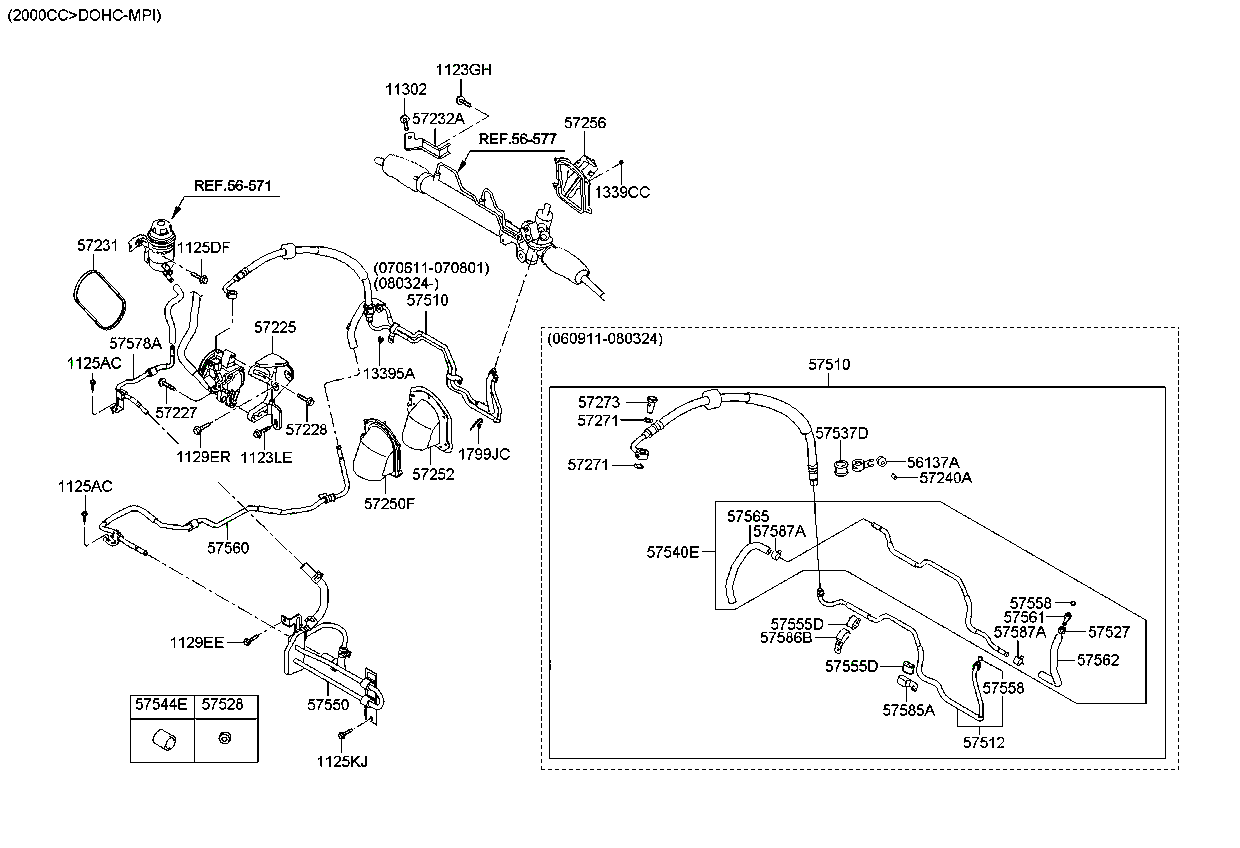 (2000CC>DOHC-MPI)
1123GH
11302
57232A
57256
REF.56-577
1339CC
REF.56-571
57231
1125DF
(070611-070801)
(080324-)
57510
57225
57578A
1125AC
13395A
57227
57228
1129ER
1123LE
1799JC
57252
57250F
1125AC
57560
1129EE
57550
57544E
57528
1125KJ
(060911-080324)
57510
57273
57271
57271
57537D
56137A
57240A
57565
57587A
57540E
57558
57561
57587A
57527
57555D
57586B
57562
57555D
57558
57585A
57512